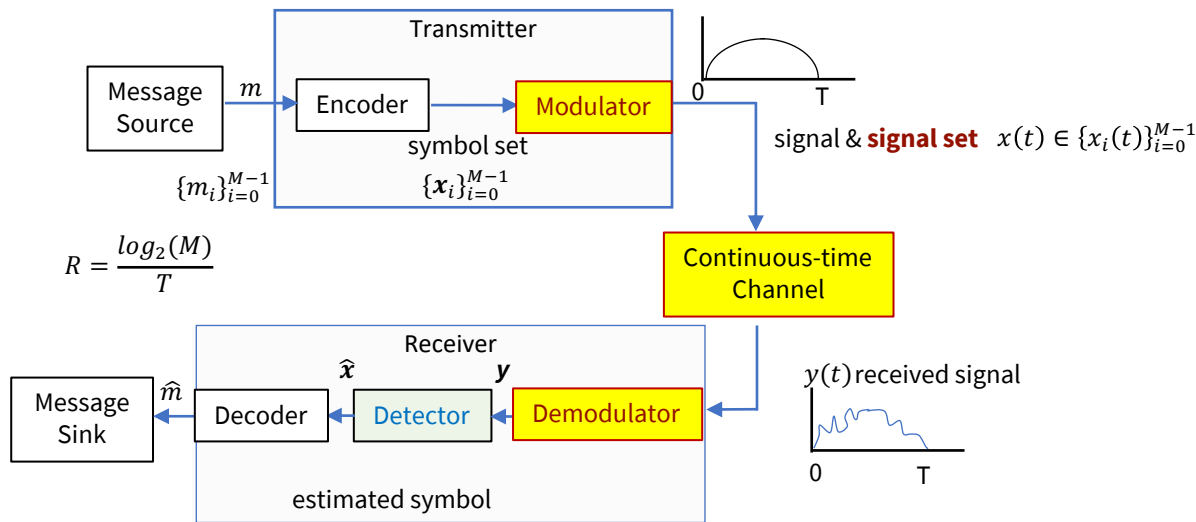 Transmitter
Message
Source
m
Encoder
Modulator
0
T
symbol set
signal & signal set x(t) ∈ {x_i(t)}_{i=0}^{M-1}
{m_i}_{i=0}^{M-1}
{𝒙_i}_{i=0}^{M-1}
R = \frac{log_2(M)}{T}
Continuous-time
Channel
Receiver
Message
Sink
m̂
Decoder
x̂
Detector
y
Demodulator
estimated symbol
y(t) received signal
0
T